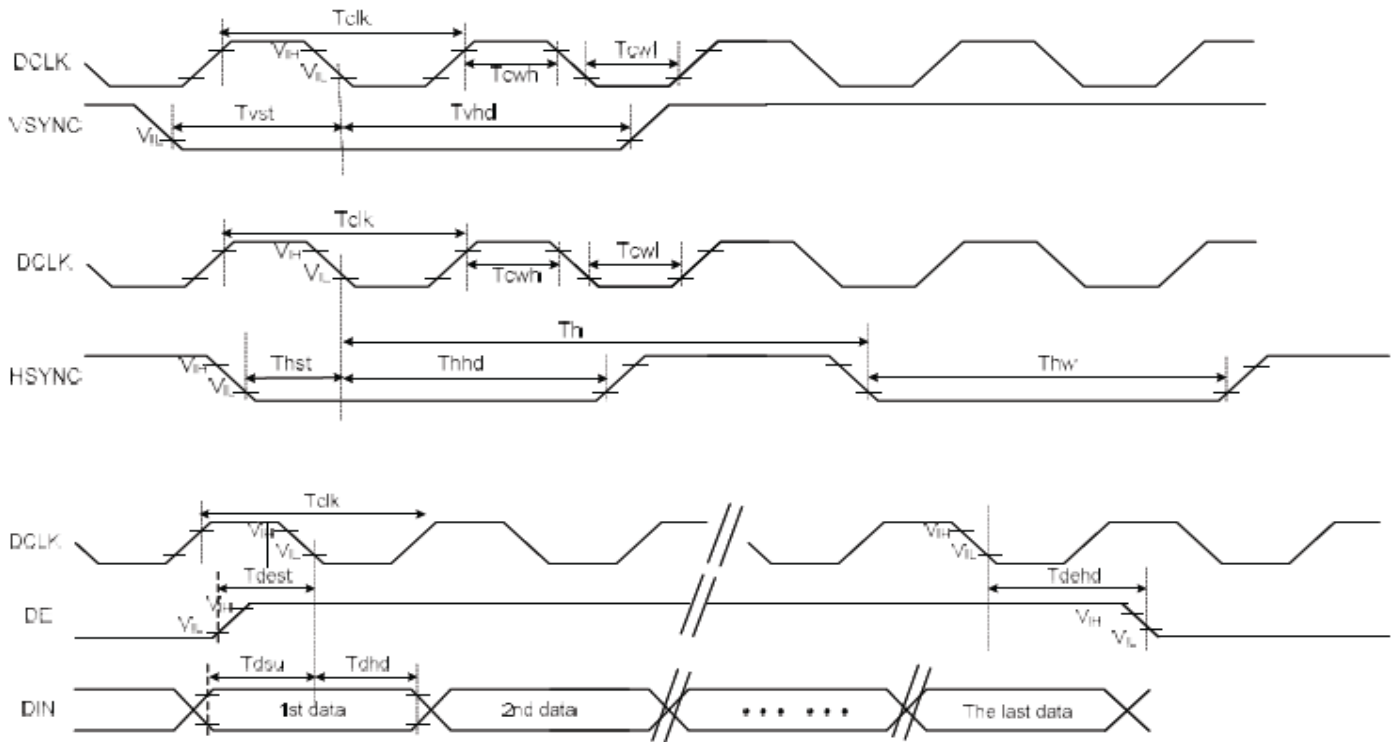 Tclk
DCLK
VIH
VIL
Tcwh
Tcwl
VSYNC
VIL
Tvst
Tvhd
Tclk
DCLK
VIH
VIL
Tcwh
Tcwl
Th
HSYNC
VIH
VIL
Thst
Thhd
Thw
Tclk
DCLK
VIH
VIL
VIH
VIL
Tdest
Tdehd
DE
VIH
VIL
VIH
VIL
Tdsu
Tdhd
DIN
1st data
2nd data
• • • • • •
The last data